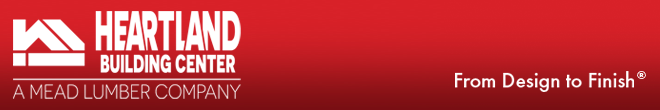 HEARTLAND
BUILDING CENTER
A MEAD LUMBER COMPANY
From Design to Finish®